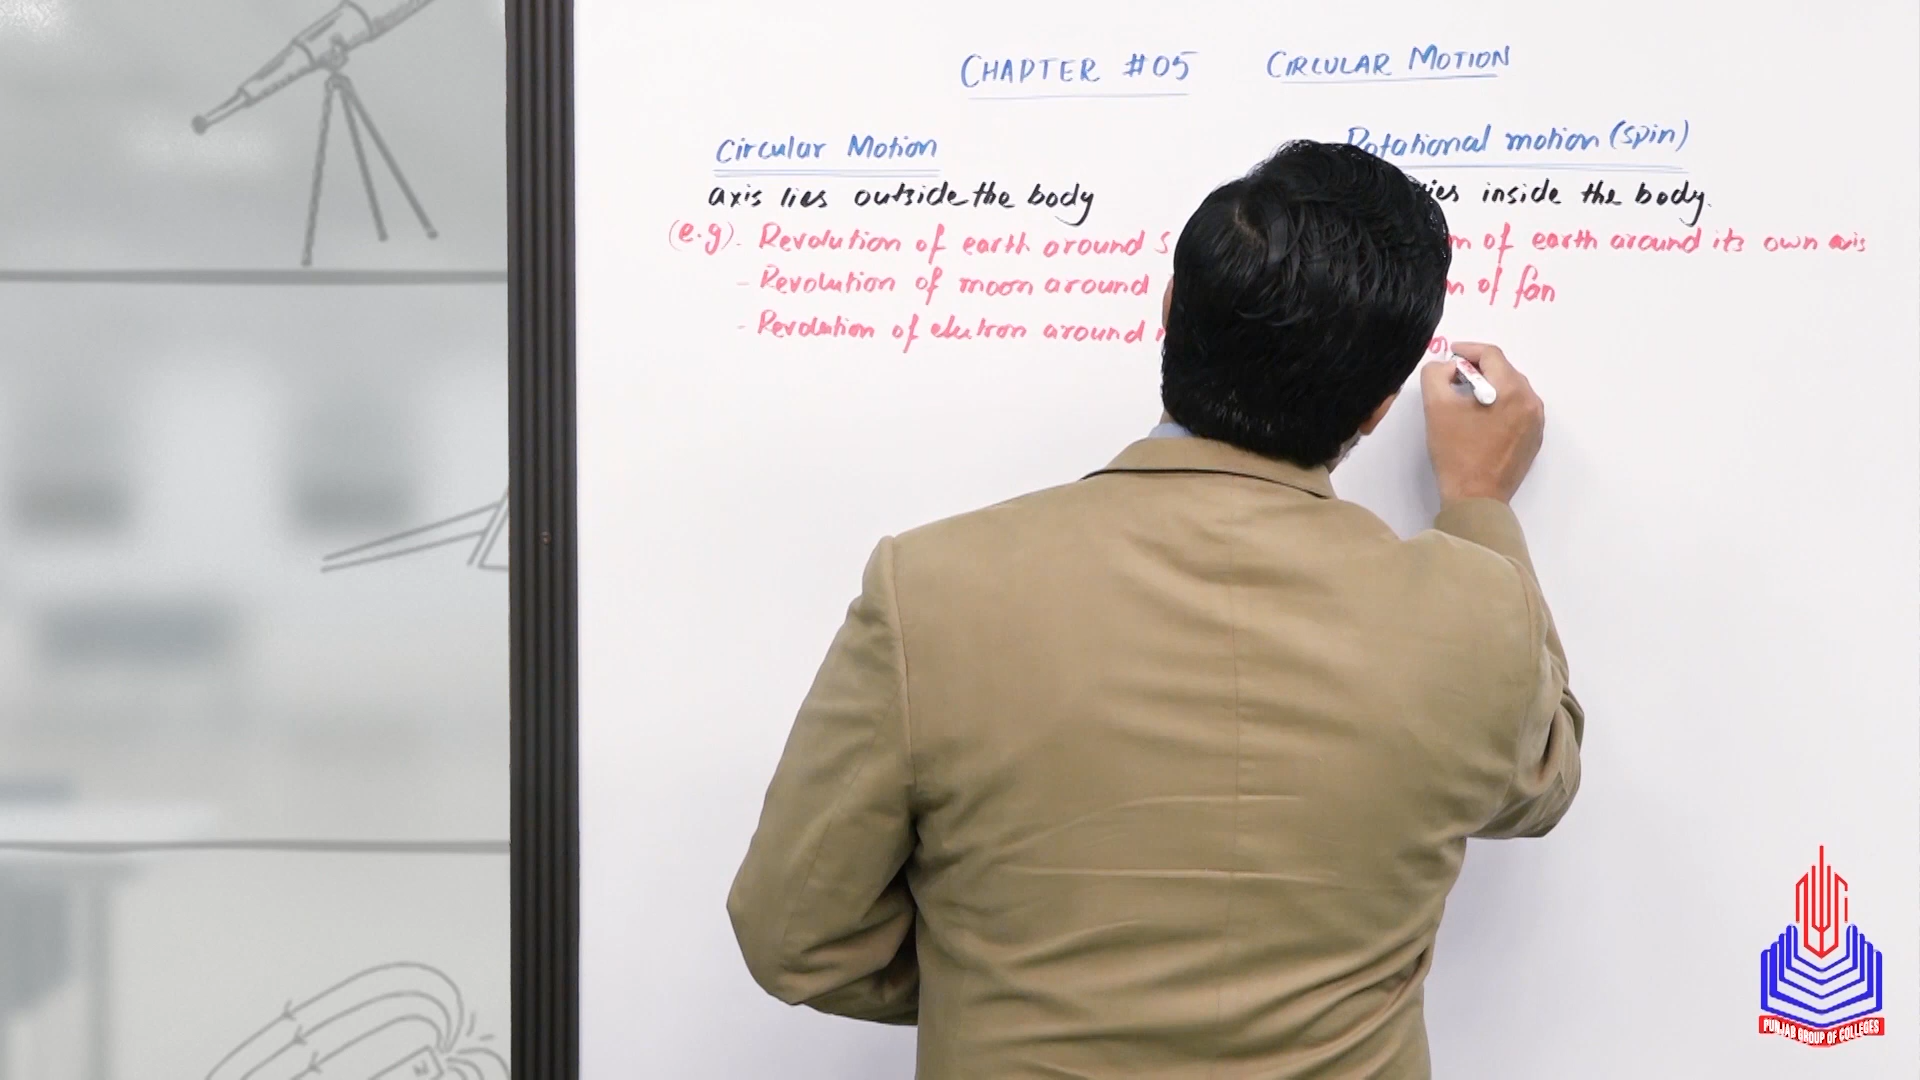 CHAPTER #05 CIRCULAR MOTION
Circular Motion
Rotational motion (spin)
axis lies outside the body
inside the body.
(e.g). Revolution of earth around
of earth around its own axis
- Revolution of moon around
of fan
- Revolution of eletron around
PUNJAB GROUP OF COLLEGES